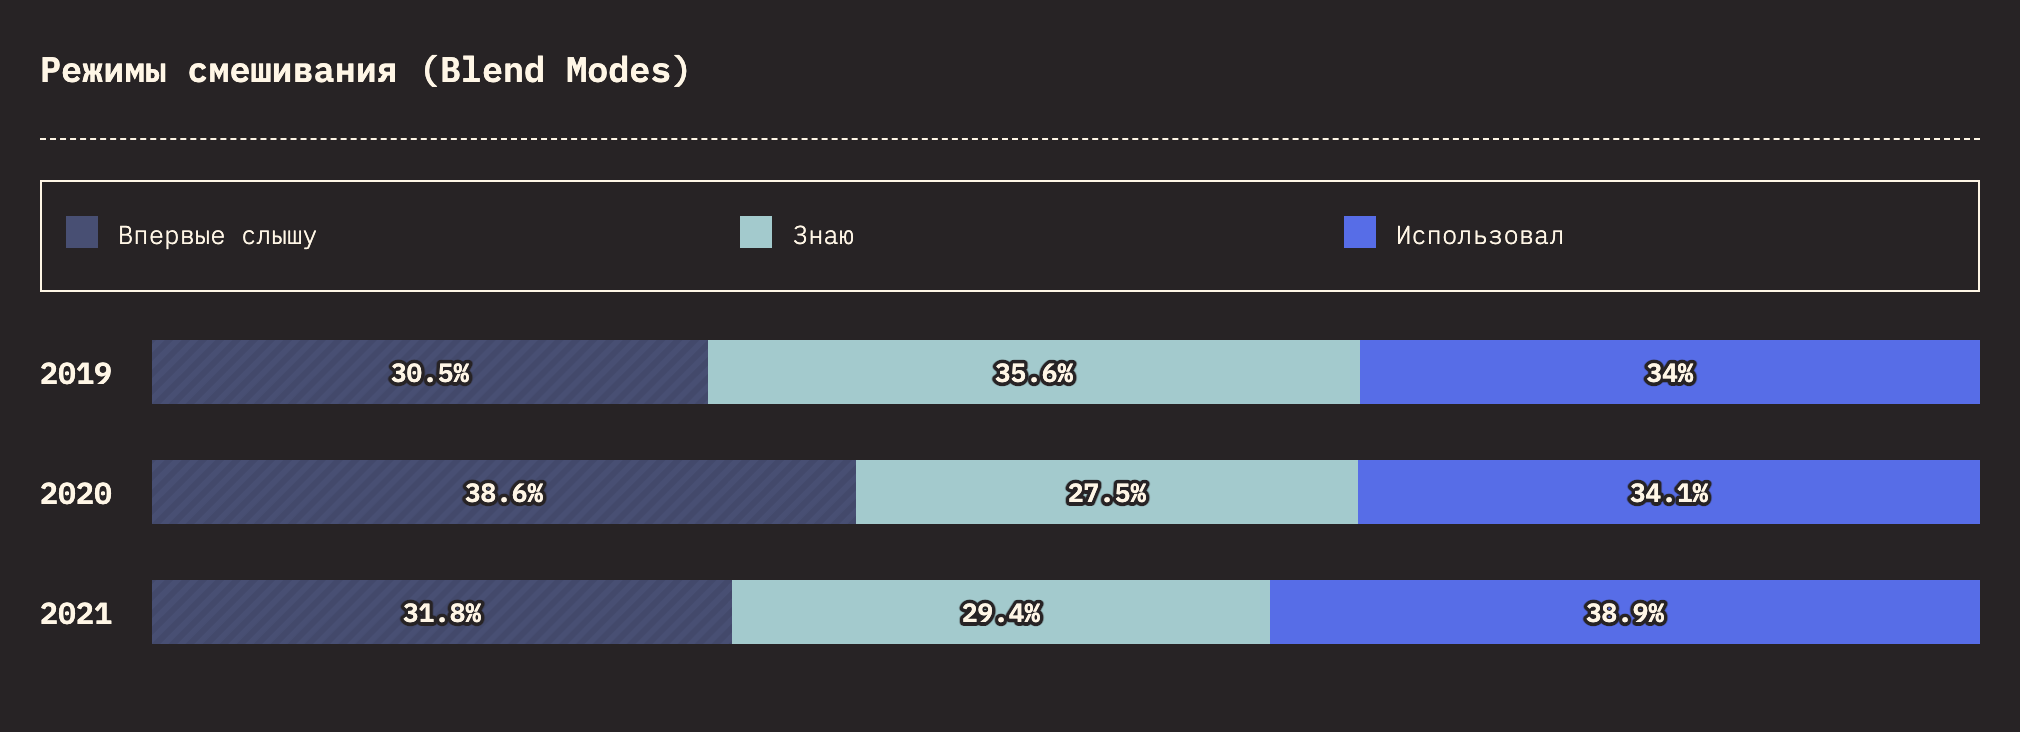 Режимы смешивания (Blend Modes)
Впервые слышу Знаю Использовал
2019 30.5% 35.6% 34%
2020 38.6% 27.5% 34.1%
2021 31.8% 29.4% 38.9%